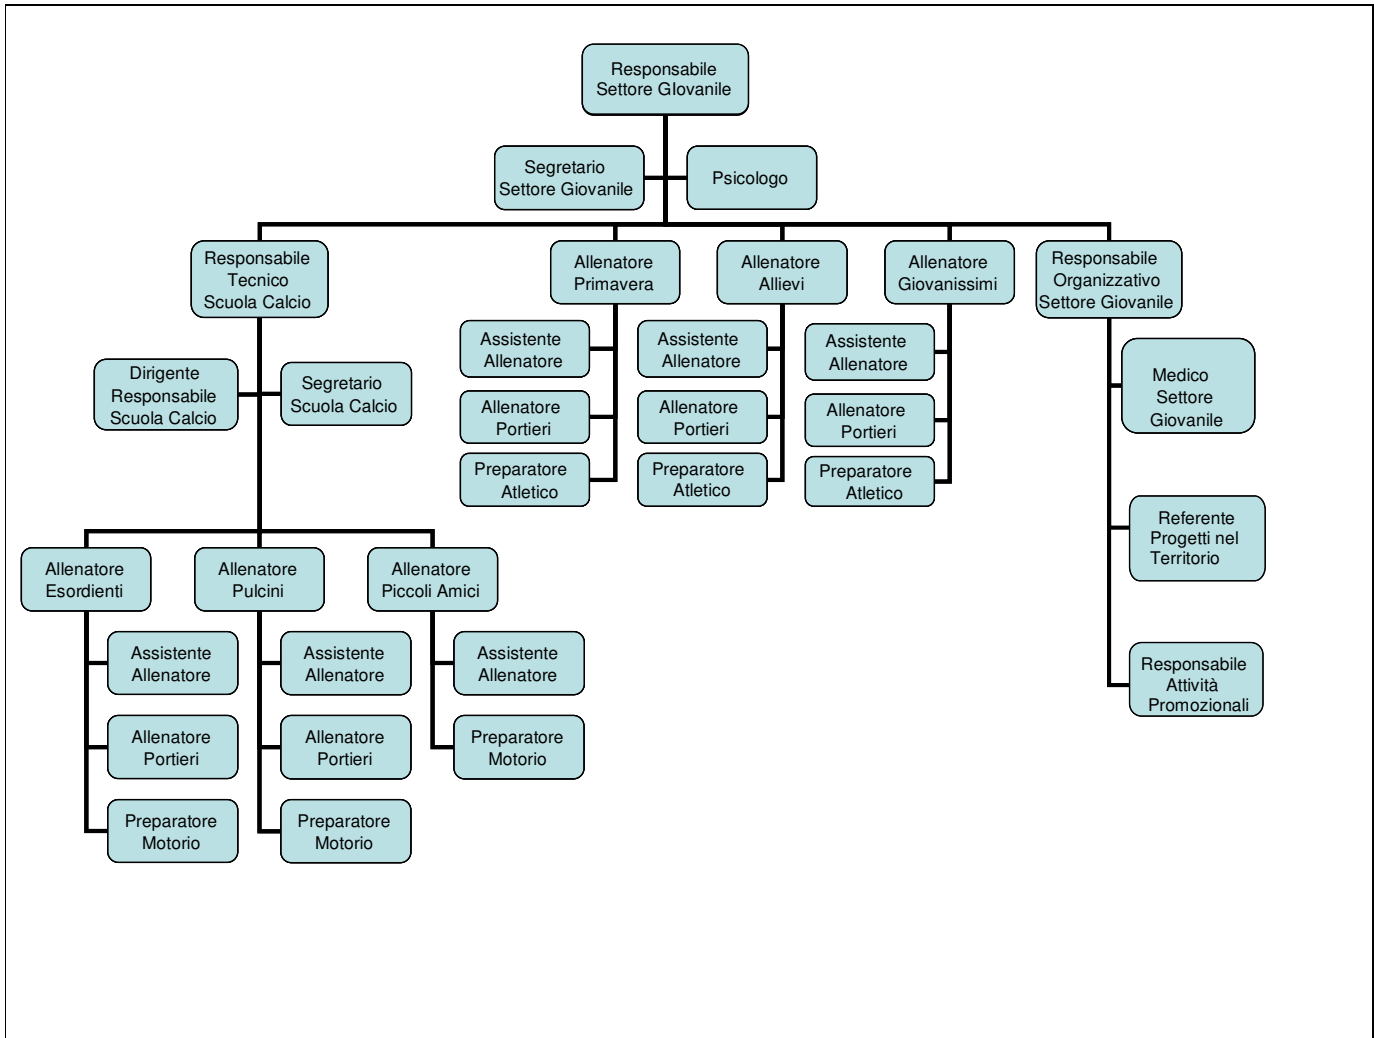 Responsabile
Settore GIovanile
Segretario
Settore Giovanile
Psicologo
Responsabile
Tecnico
Scuola Calcio
Allenatore
Primavera
Allenatore
Allievi
Allenatore
Giovanissimi
Responsabile
Organizzativo
Settore Giovanile
Dirigente
Responsabile
Scuola Calcio
Segretario
Scuola Calcio
Assistente
Allenatore
Allenatore
Portieri
Preparatore
Atletico
Assistente
Allenatore
Allenatore
Portieri
Preparatore
Atletico
Assistente
Allenatore
Allenatore
Portieri
Preparatore
Atletico
Medico
Settore
Giovanile
Referente
Progetti nel
Territorio
Responsabile
Attività
Promozionali
Allenatore
Esordienti
Allenatore
Pulcini
Allenatore
Piccoli Amici
Assistente
Allenatore
Allenatore
Portieri
Preparatore
Motorio
Assistente
Allenatore
Allenatore
Portieri
Preparatore
Motorio
Assistente
Allenatore
Preparatore
Motorio